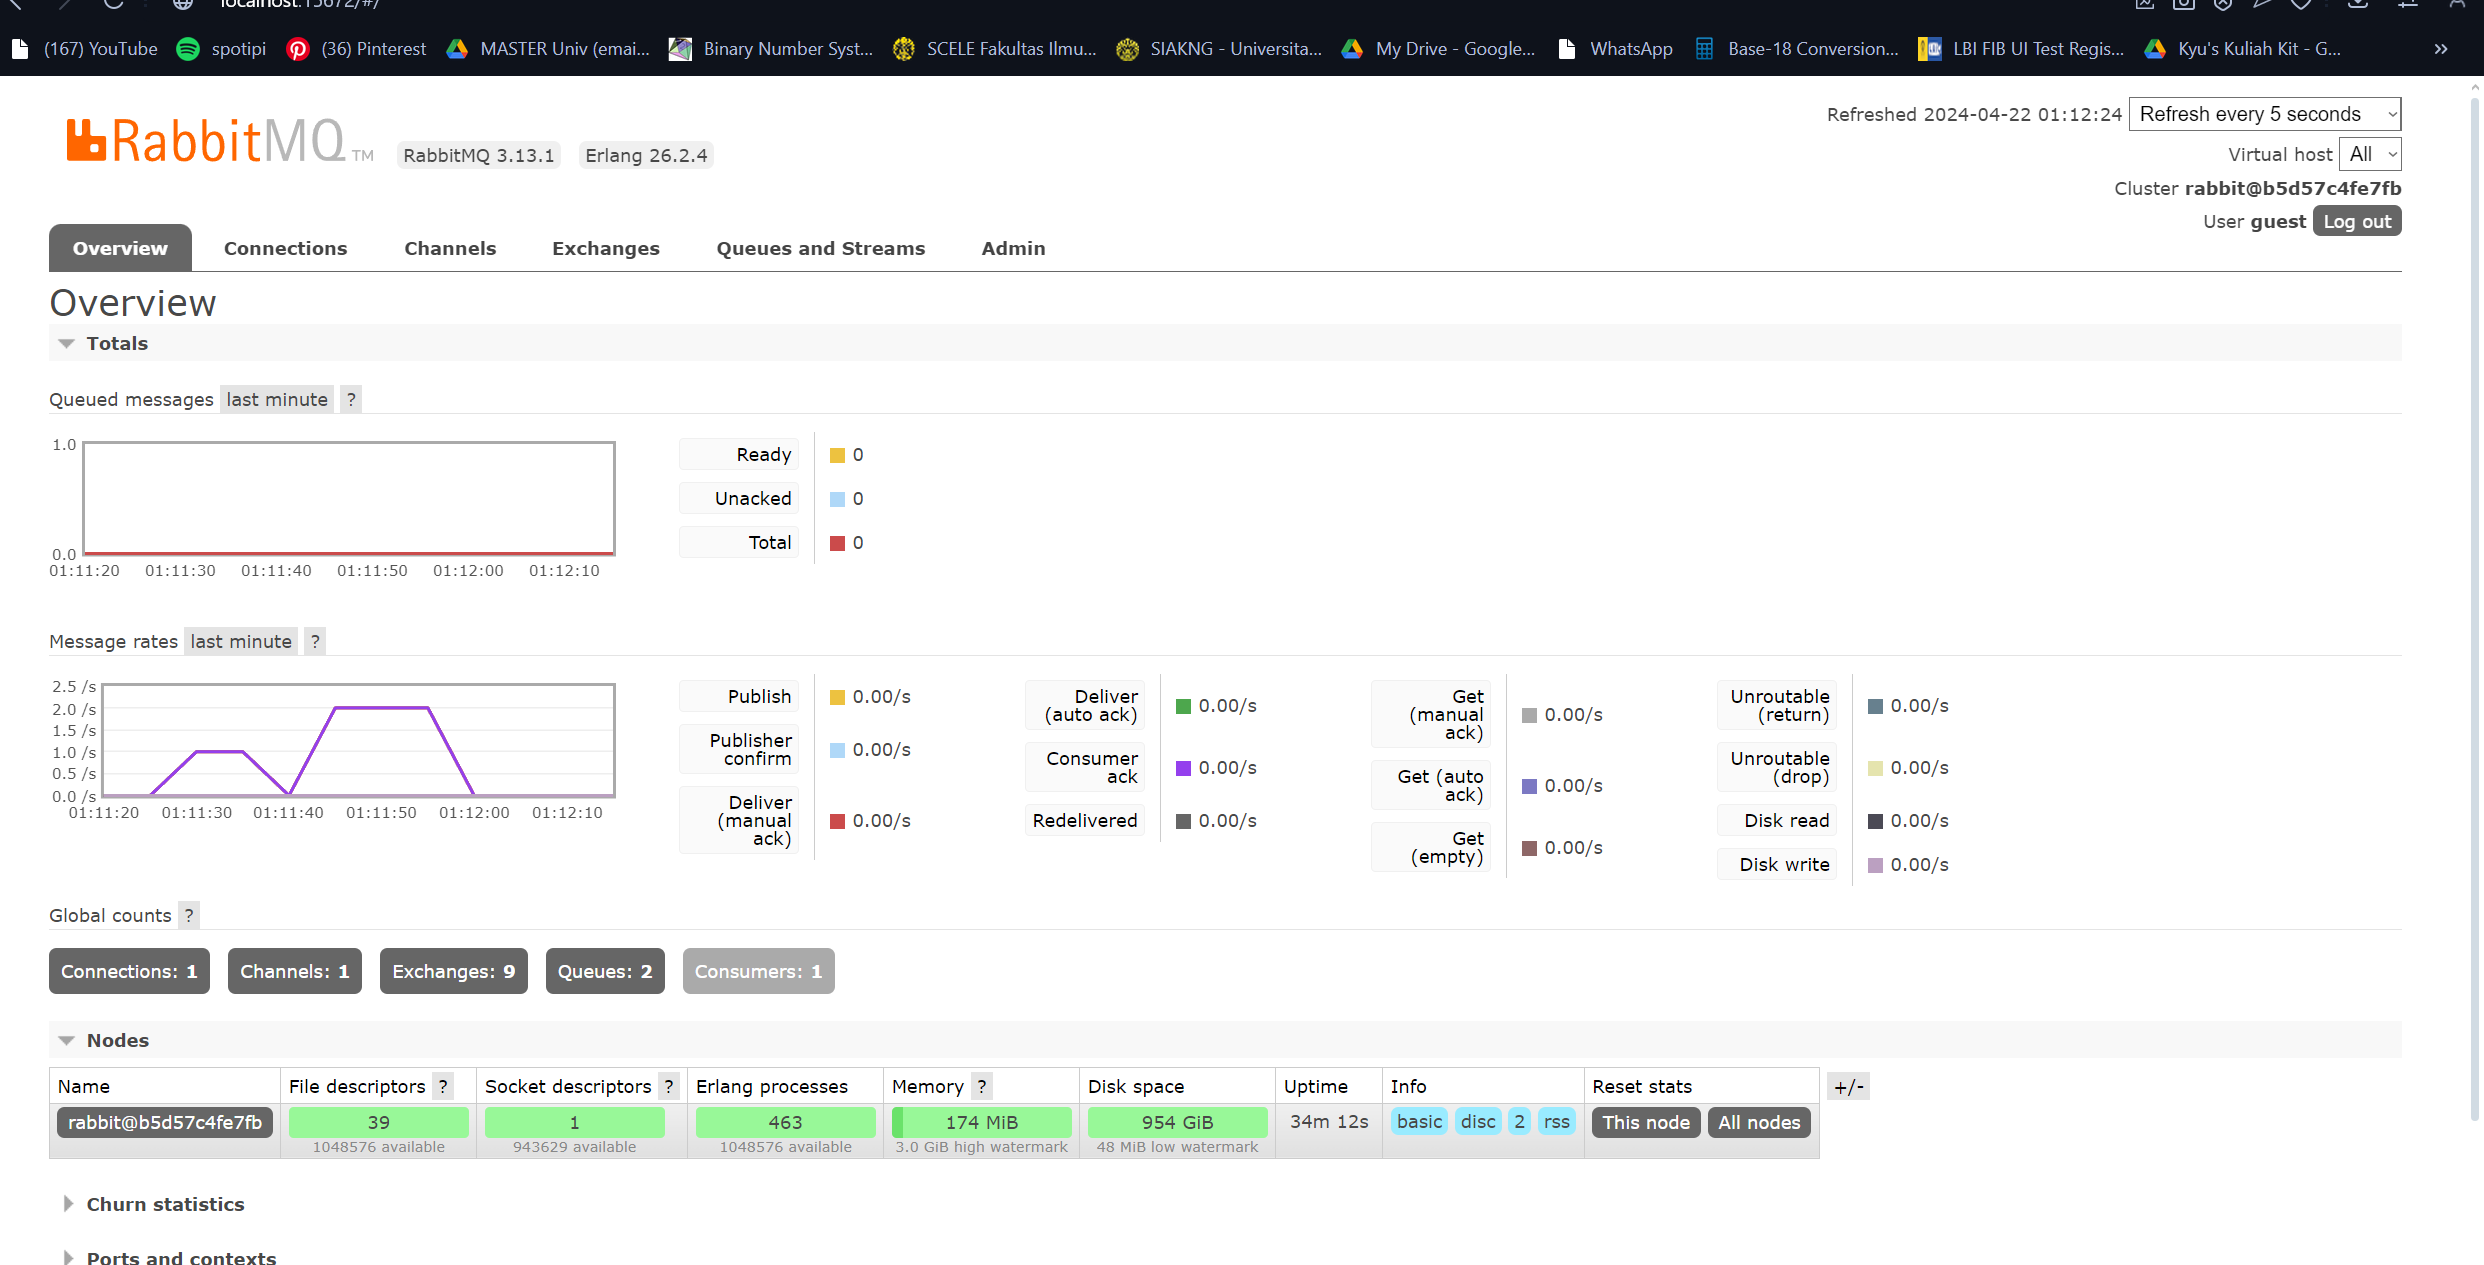 localhost:15672/#/
(167) YouTube spotipi (36) Pinterest MASTER Univ (emai... Binary Number Syst... SCELE Fakultas Ilmu... SIAKNG - Universita... My Drive - Google... WhatsApp Base-18 Conversion... LBI FIB UI Test Regis... Kyu's Kuliah Kit - G... »
RabbitMQ TM RabbitMQ 3.13.1 Erlang 26.2.4
Refreshed 2024-04-22 01:12:24 Refresh every 5 seconds
Virtual host All
Cluster rabbit@b5d57c4fe7fb
User guest Log out
Overview Connections Channels Exchanges Queues and Streams Admin
Overview
Totals
Queued messages last minute ?
1.0
0.0
01:11:20 01:11:30 01:11:40 01:11:50 01:12:00 01:12:10
Ready 0
Unacked 0
Total 0
Message rates last minute ?
2.5 /s
2.0 /s
1.5 /s
1.0 /s
0.5 /s
0.0 /s
01:11:20 01:11:30 01:11:40 01:11:50 01:12:00 01:12:10
Publish 0.00/s
Publisher
confirm 0.00/s
Deliver
(manual
ack) 0.00/s
Deliver
(auto ack) 0.00/s
Consumer
ack 0.00/s
Redelivered 0.00/s
Get
(manual
ack) 0.00/s
Get (auto
ack) 0.00/s
Get
(empty) 0.00/s
Unroutable
(return) 0.00/s
Unroutable
(drop) 0.00/s
Disk read 0.00/s
Disk write 0.00/s
Global counts ?
Connections: 1 Channels: 1 Exchanges: 9 Queues: 2 Consumers: 1
Nodes
Name File descriptors ? Socket descriptors ? Erlang processes Memory ? Disk space Uptime Info Reset stats +/-
rabbit@b5d57c4fe7fb 39 1 463 174 MiB 954 GiB 34m 12s basic disc 2 rss This node All nodes
1048576 available 943629 available 1048576 available 3.0 GiB high watermark 48 MiB low watermark
Churn statistics
Ports and contexts